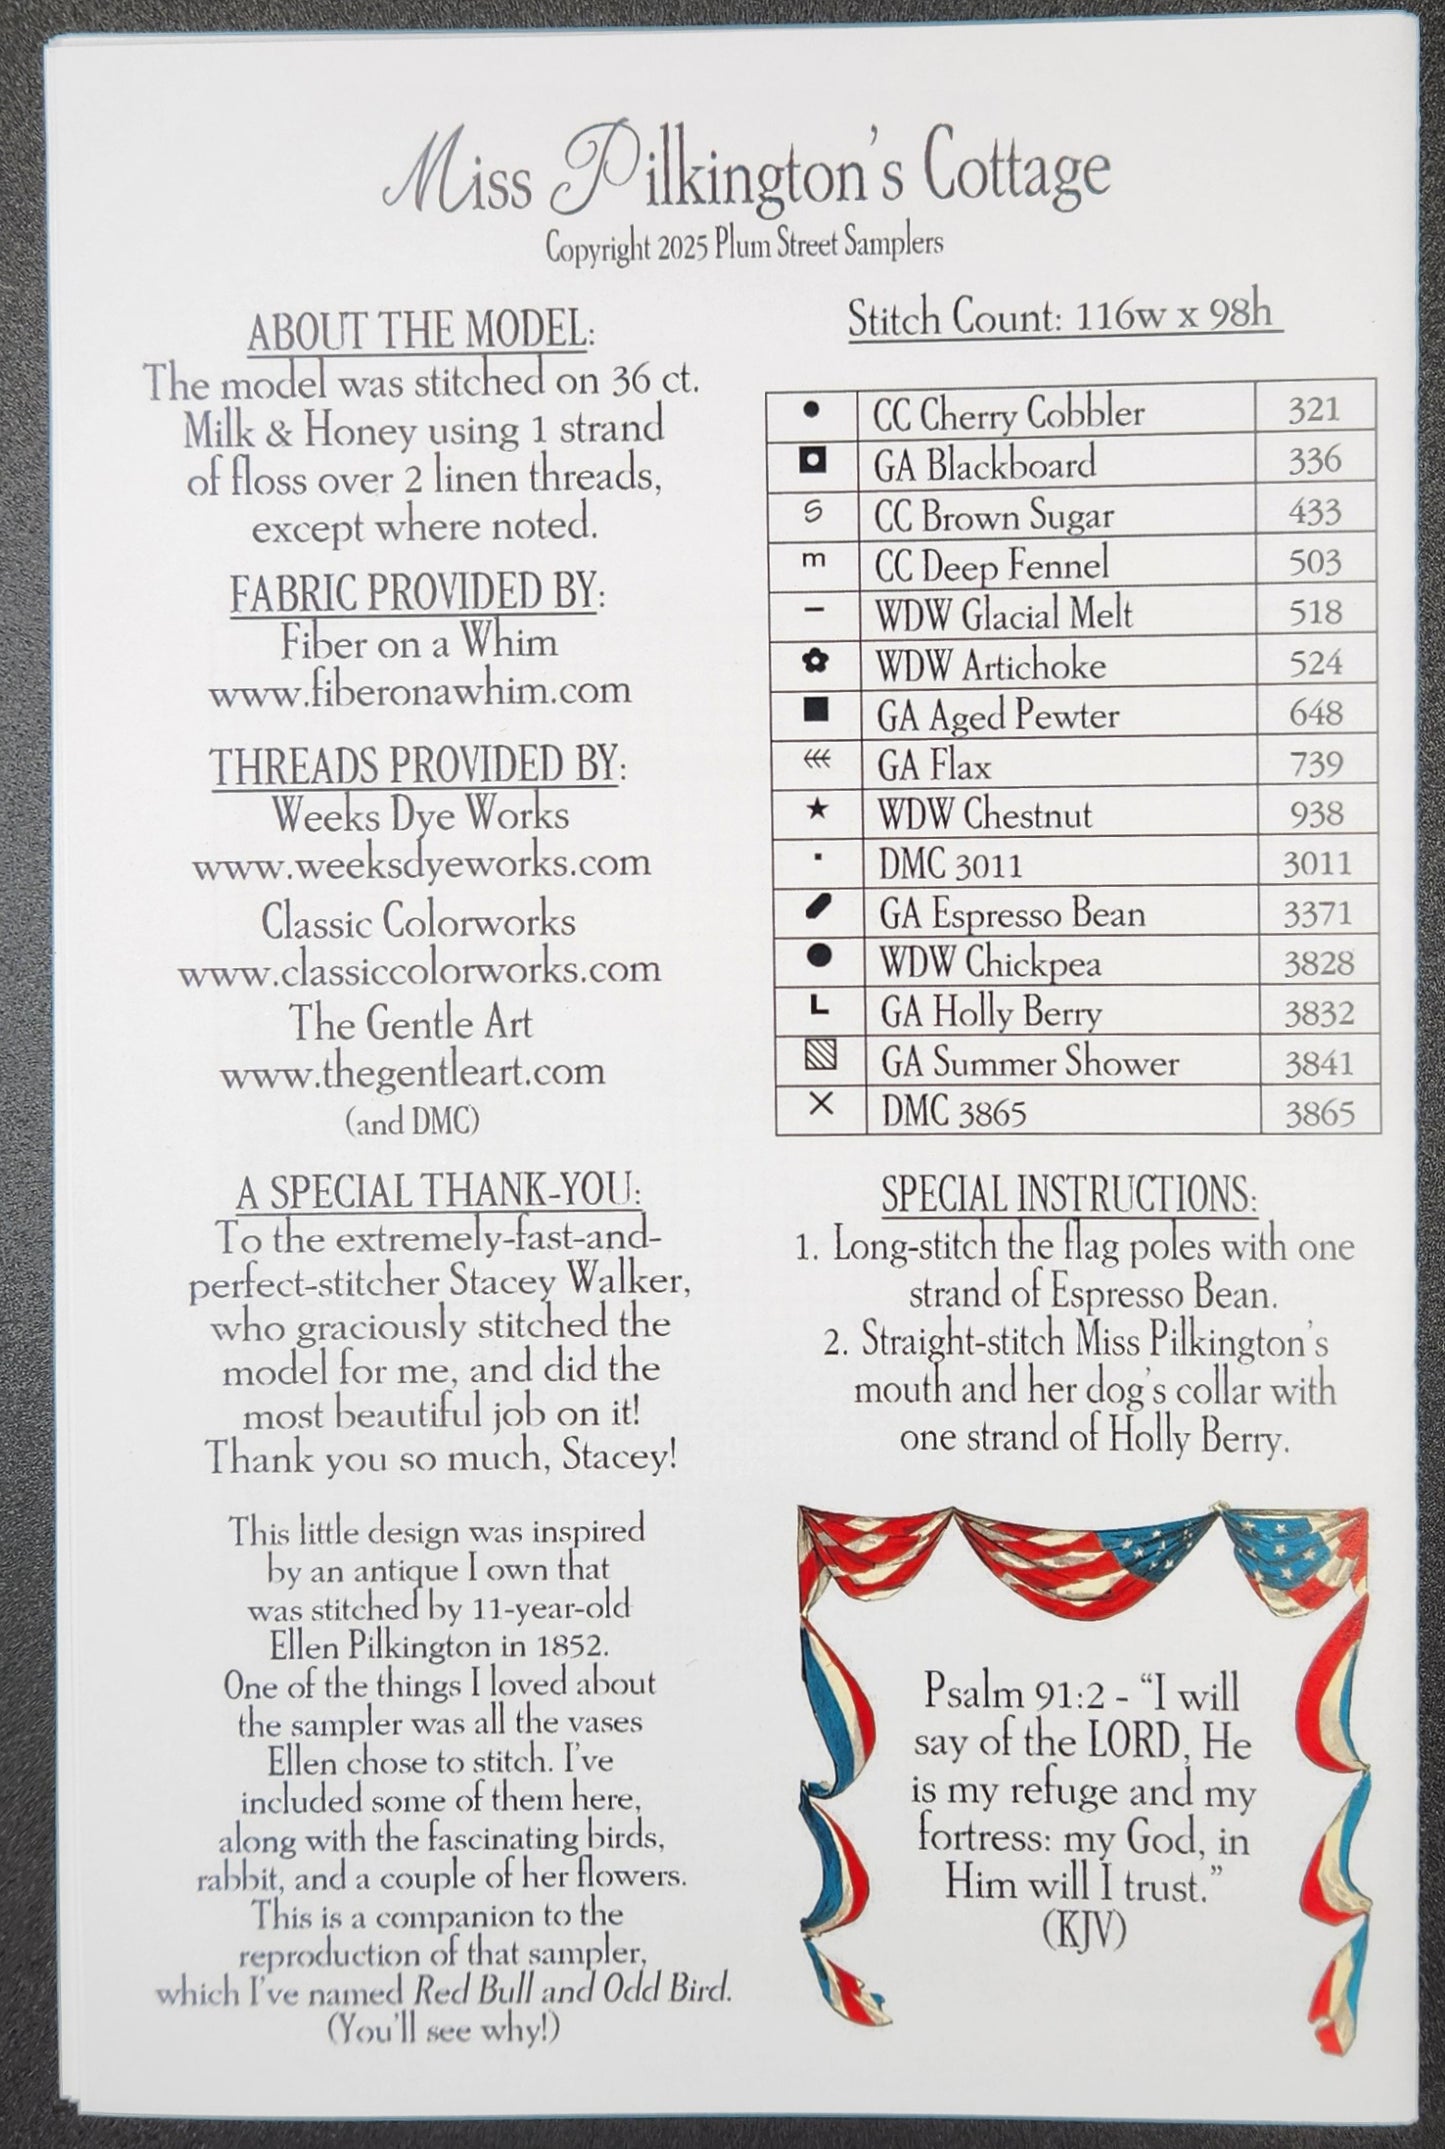 Miss Pilkington's Cottage
Copyright 2025 Plum Street Samplers
ABOUT THE MODEL:
The model was stitched on 36 ct.
Milk & Honey using 1 strand
of floss over 2 linen threads,
except where noted.
FABRIC PROVIDED BY:
Fiber on a Whim
www.fiberonawhim.com
THREADS PROVIDED BY:
Weeks Dye Works
www.weeksdyeworks.com
Classic Colorworks
www.classiccolorworks.com
The Gentle Art
www.thegentleart.com
(and DMC)
A SPECIAL THANK-YOU:
To the extremely-fast-and-
perfect-stitcher Stacey Walker,
who graciously stitched the
model for me, and did the
most beautiful job on it!
Thank you so much, Stacey!
This little design was inspired
by an antique I own that
was stitched by 11-year-old
Ellen Pilkington in 1852.
One of the things I loved about
the sampler was all the vases
Ellen chose to stitch. I've
included some of them here,
along with the fascinating birds,
rabbit, and a couple of her flowers.
This is a companion to the
reproduction of that sampler,
which I've named Red Bull and Odd Bird.
(You'll see why!)
Stitch Count: 116w x 98h
● CC Cherry Cobbler 321
◘ GA Blackboard 336
S CC Brown Sugar 433
m CC Deep Fennel 503
– WDW Glacial Melt 518
✿ WDW Artichoke 524
■ GA Aged Pewter 648
GA Flax 739
★ WDW Chestnut 938
▪ DMC 3011 3011
GA Espresso Bean 3371
● WDW Chickpea 3828
L GA Holly Berry 3832
▨ GA Summer Shower 3841
X DMC 3865 3865
SPECIAL INSTRUCTIONS:
1. Long-stitch the flag poles with one
strand of Espresso Bean.
2. Straight-stitch Miss Pilkington's
mouth and her dog's collar with
one strand of Holly Berry.
Psalm 91:2 - “I will
say of the LORD, He
is my refuge and my
fortress: my God, in
Him will I trust.”
(KJV)